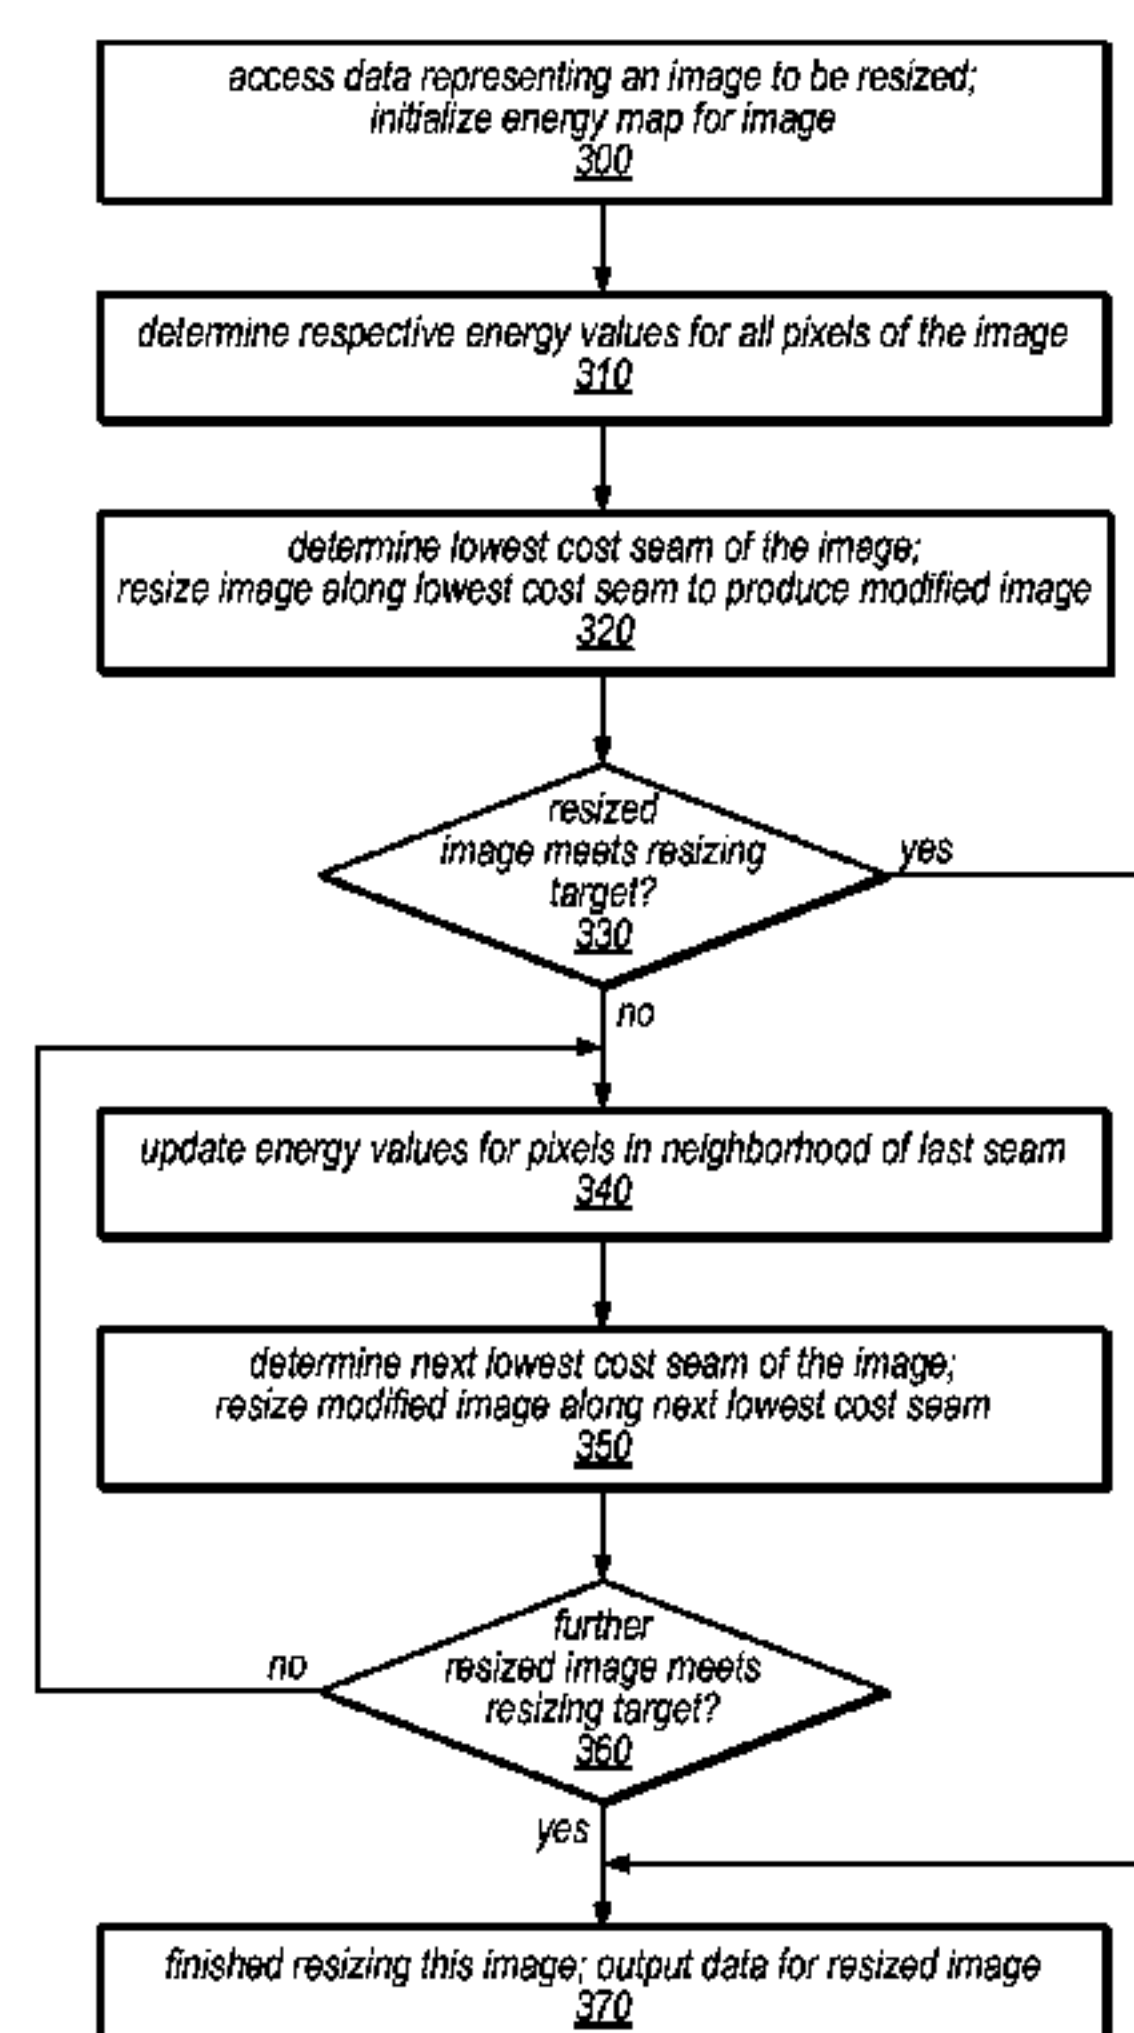 access data representing an image to be resized;
initialize energy map for image
300
determine respective energy values for all pixels of the image
310
determine lowest cost seam of the image;
resize image along lowest cost seam to produce modified image
320
resized
image meets resizing
target?
330
yes
no
update energy values for pixels in neighborhood of last seam
340
determine next lowest cost seam of the image;
resize modified image along next lowest cost seam
350
further
resized image meets
resizing target?
360
no
yes
finished resizing this image; output data for resized image
370